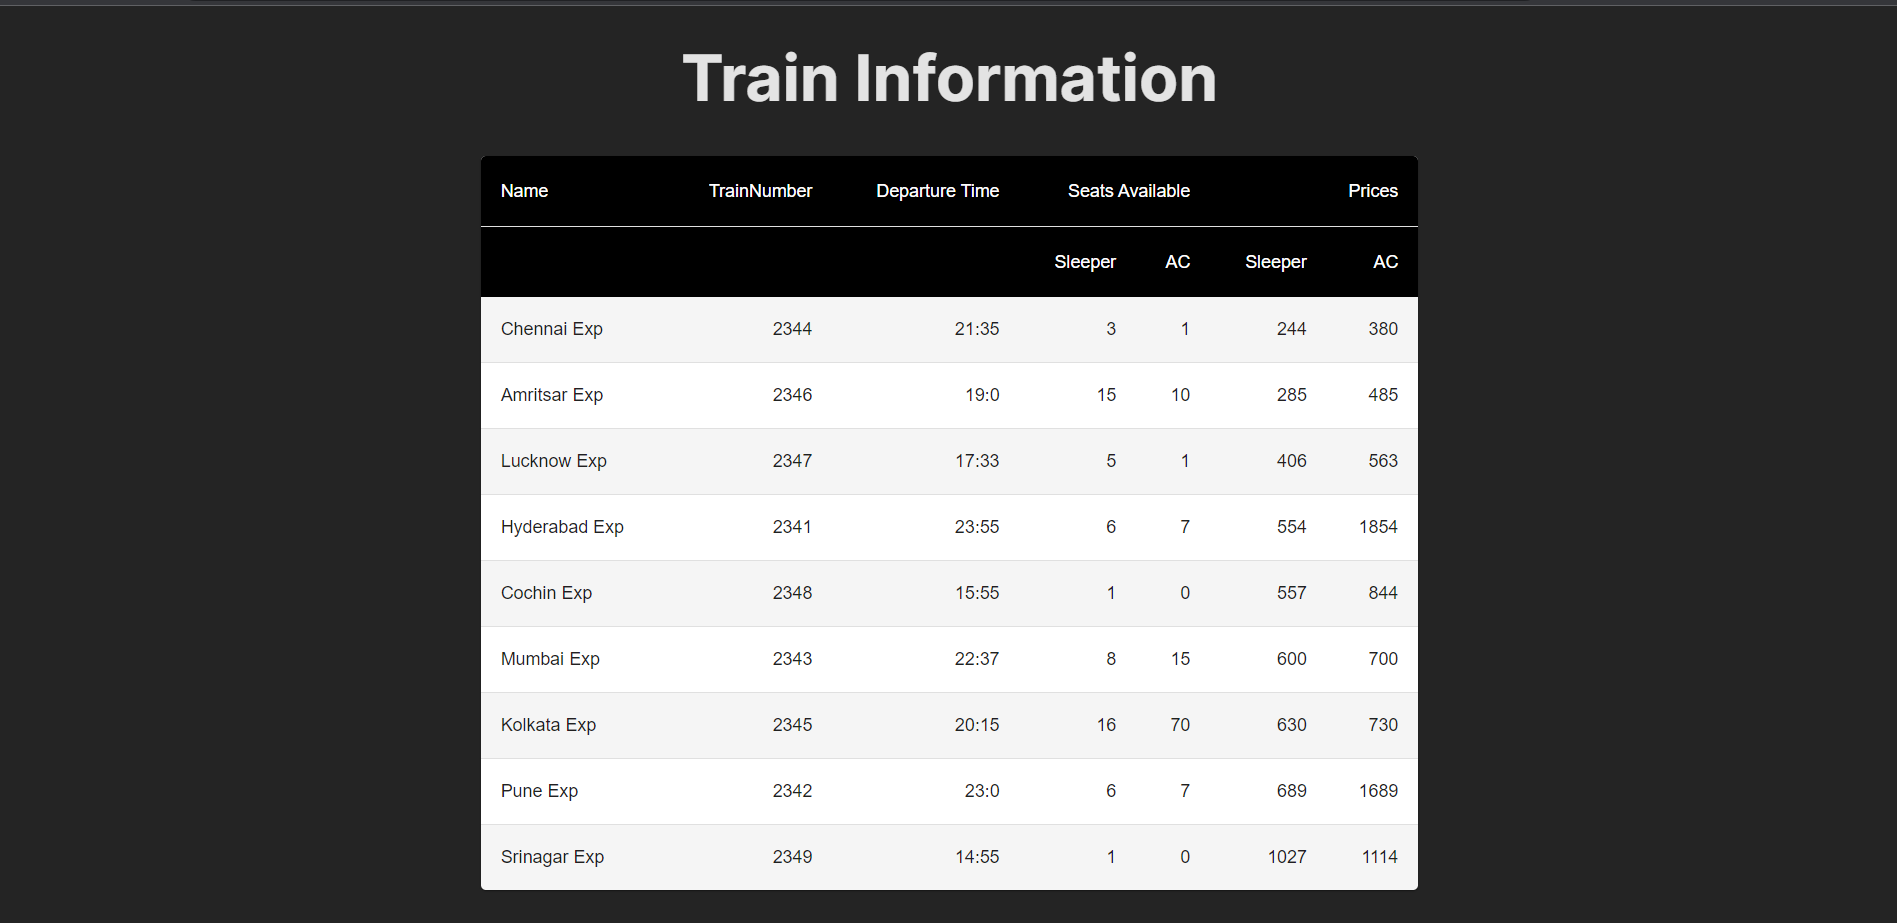 Train Information
Name TrainNumber Departure Time Seats Available Prices
Sleeper AC Sleeper AC
Chennai Exp 2344 21:35 3 1 244 380
Amritsar Exp 2346 19:0 15 10 285 485
Lucknow Exp 2347 17:33 5 1 406 563
Hyderabad Exp 2341 23:55 6 7 554 1854
Cochin Exp 2348 15:55 1 0 557 844
Mumbai Exp 2343 22:37 8 15 600 700
Kolkata Exp 2345 20:15 16 70 630 730
Pune Exp 2342 23:0 6 7 689 1689
Srinagar Exp 2349 14:55 1 0 1027 1114